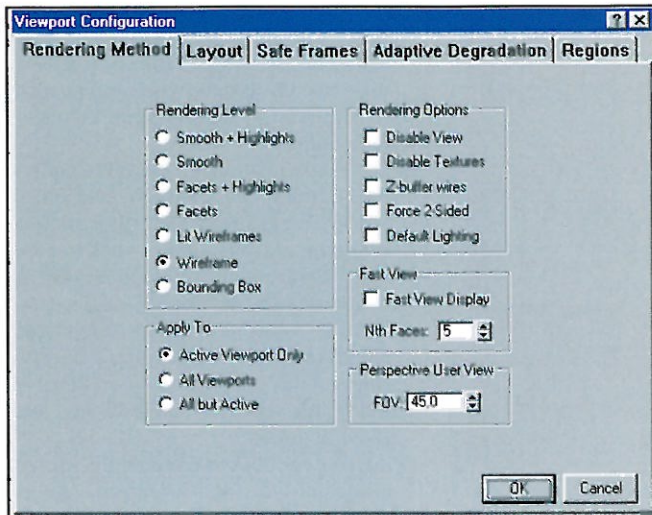 Viewport Configuration
Rendering Method Layout Safe Frames Adaptive Degradation Regions
Rendering Level
Smooth + Highlights
Smooth
Facets + Highlights
Facets
Lit Wireframes
Wireframe
Bounding Box
Apply To
Active Viewport Only
All Viewports
All but Active
Rendering Options
Disable View
Disable Textures
Z-buffer wires
Force 2-Sided
Default Lighting
Fast View
Fast View Display
Nth Faces: 5
Perspective User View
FOV: 45.0
OK Cancel